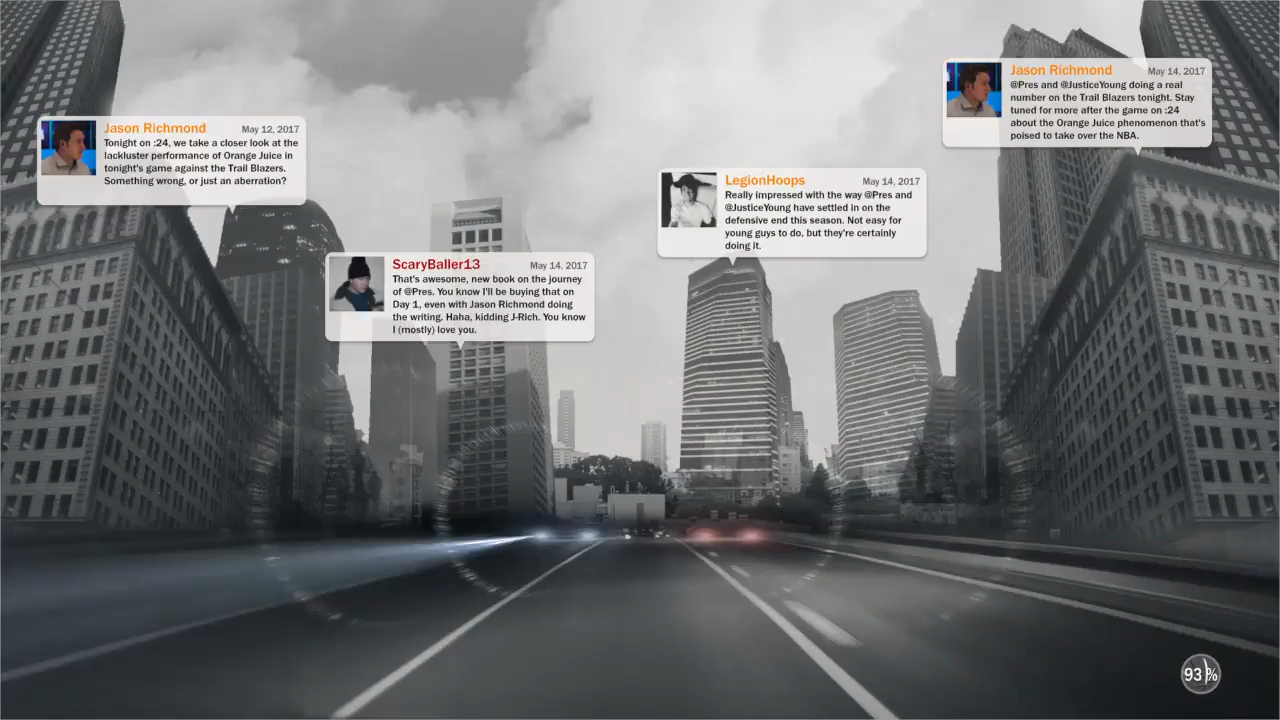 Jason Richmond May 12, 2017
Tonight on :24, we take a closer look at the
lackluster performance of Orange Juice in
tonight's game against the Trail Blazers.
Something wrong, or just an aberration?
ScaryBaller13 May 14, 2017
That's awesome, new book on the journey
of @Pres. You know I'll be buying that on
Day 1, even with Jason Richmond doing
the writing. Haha, kidding J-Rich. You know
I (mostly) love you.
LegionHoops May 14, 2017
Really impressed with the way @Pres and
@JusticeYoung have settled in on the
defensive end this season. Not easy for
young guys to do, but they're certainly
doing it.
Jason Richmond May 14, 2017
@Pres and @JusticeYoung doing a real
number on the Trail Blazers tonight. Stay
tuned for more after the game on :24
about the Orange Juice phenomenon that's
poised to take over the NBA.
93 %